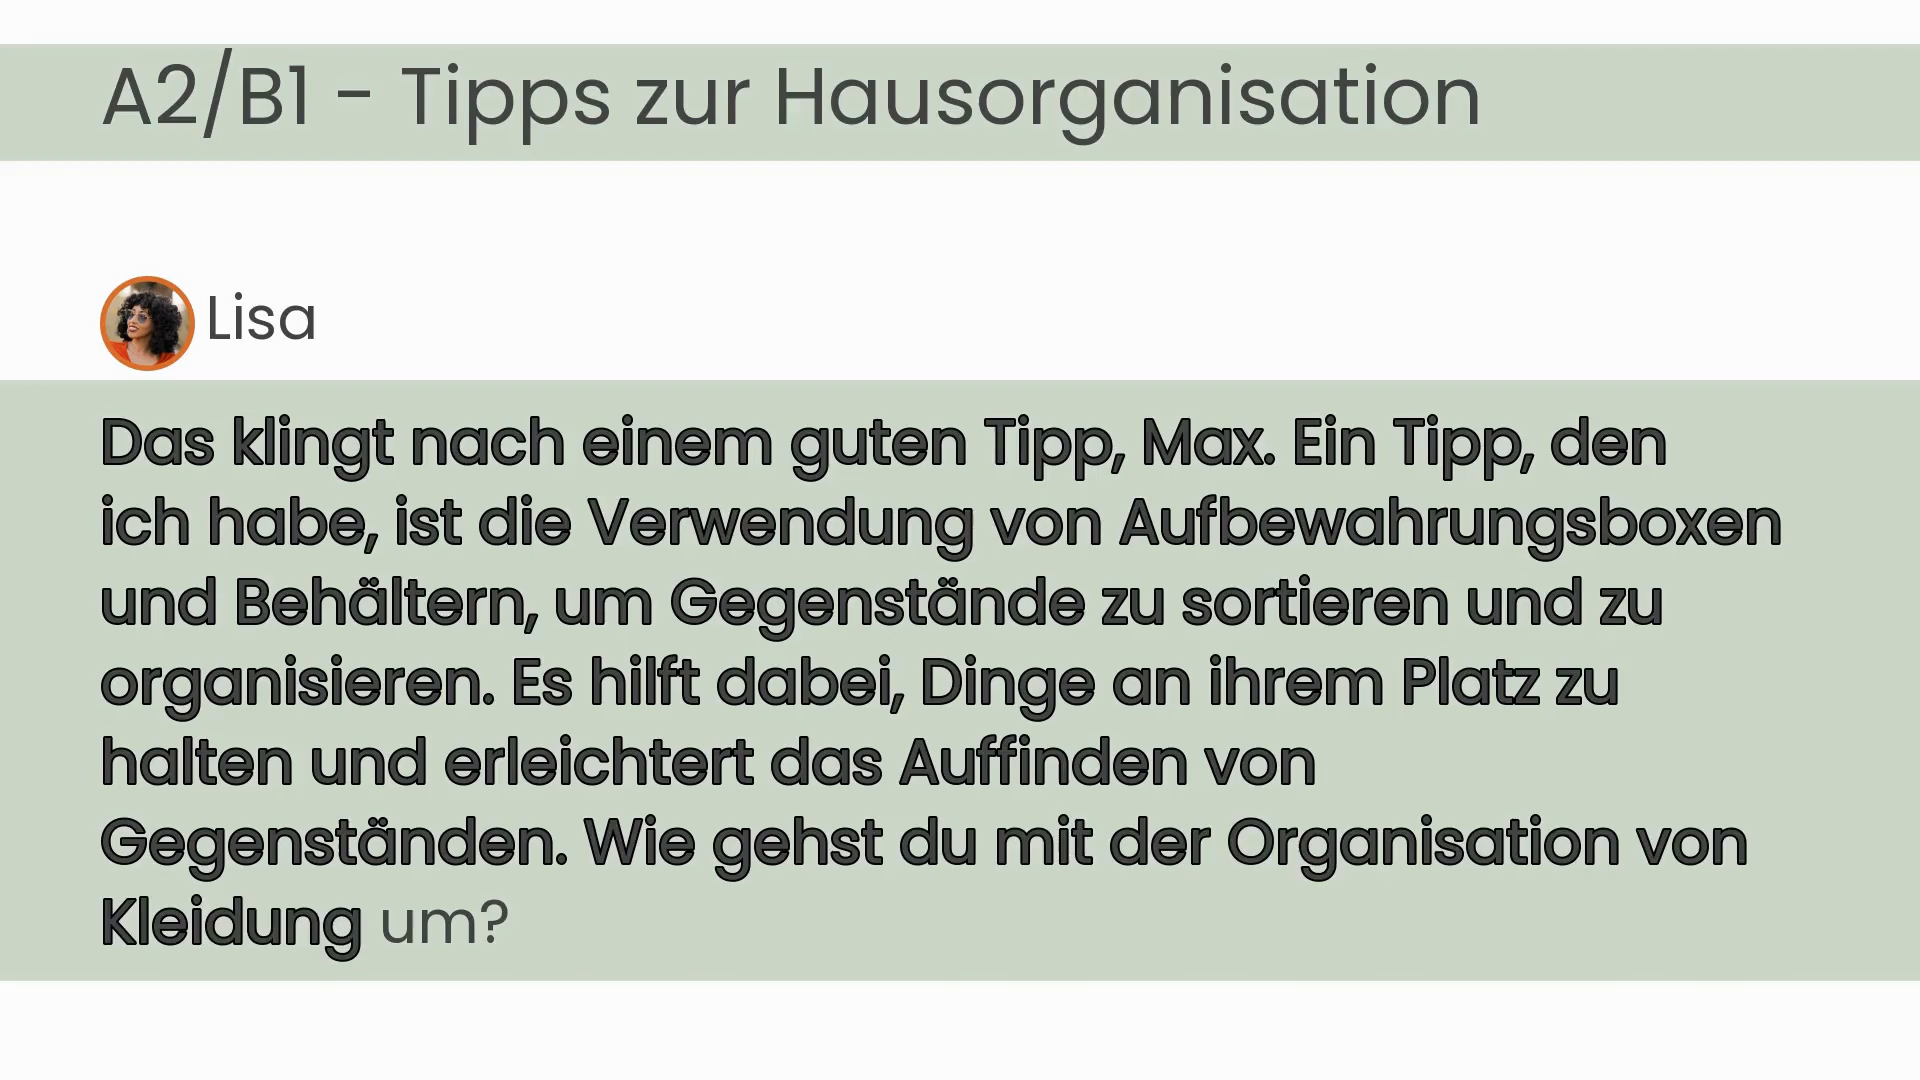 A2/B1 - Tipps zur Hausorganisation
Lisa
Das klingt nach einem guten Tipp, Max. Ein Tipp, den
ich habe, ist die Verwendung von Aufbewahrungsboxen
und Behältern, um Gegenstände zu sortieren und zu
organisieren. Es hilft dabei, Dinge an ihrem Platz zu
halten und erleichtert das Auffinden von
Gegenständen. Wie gehst du mit der Organisation von
Kleidung um?